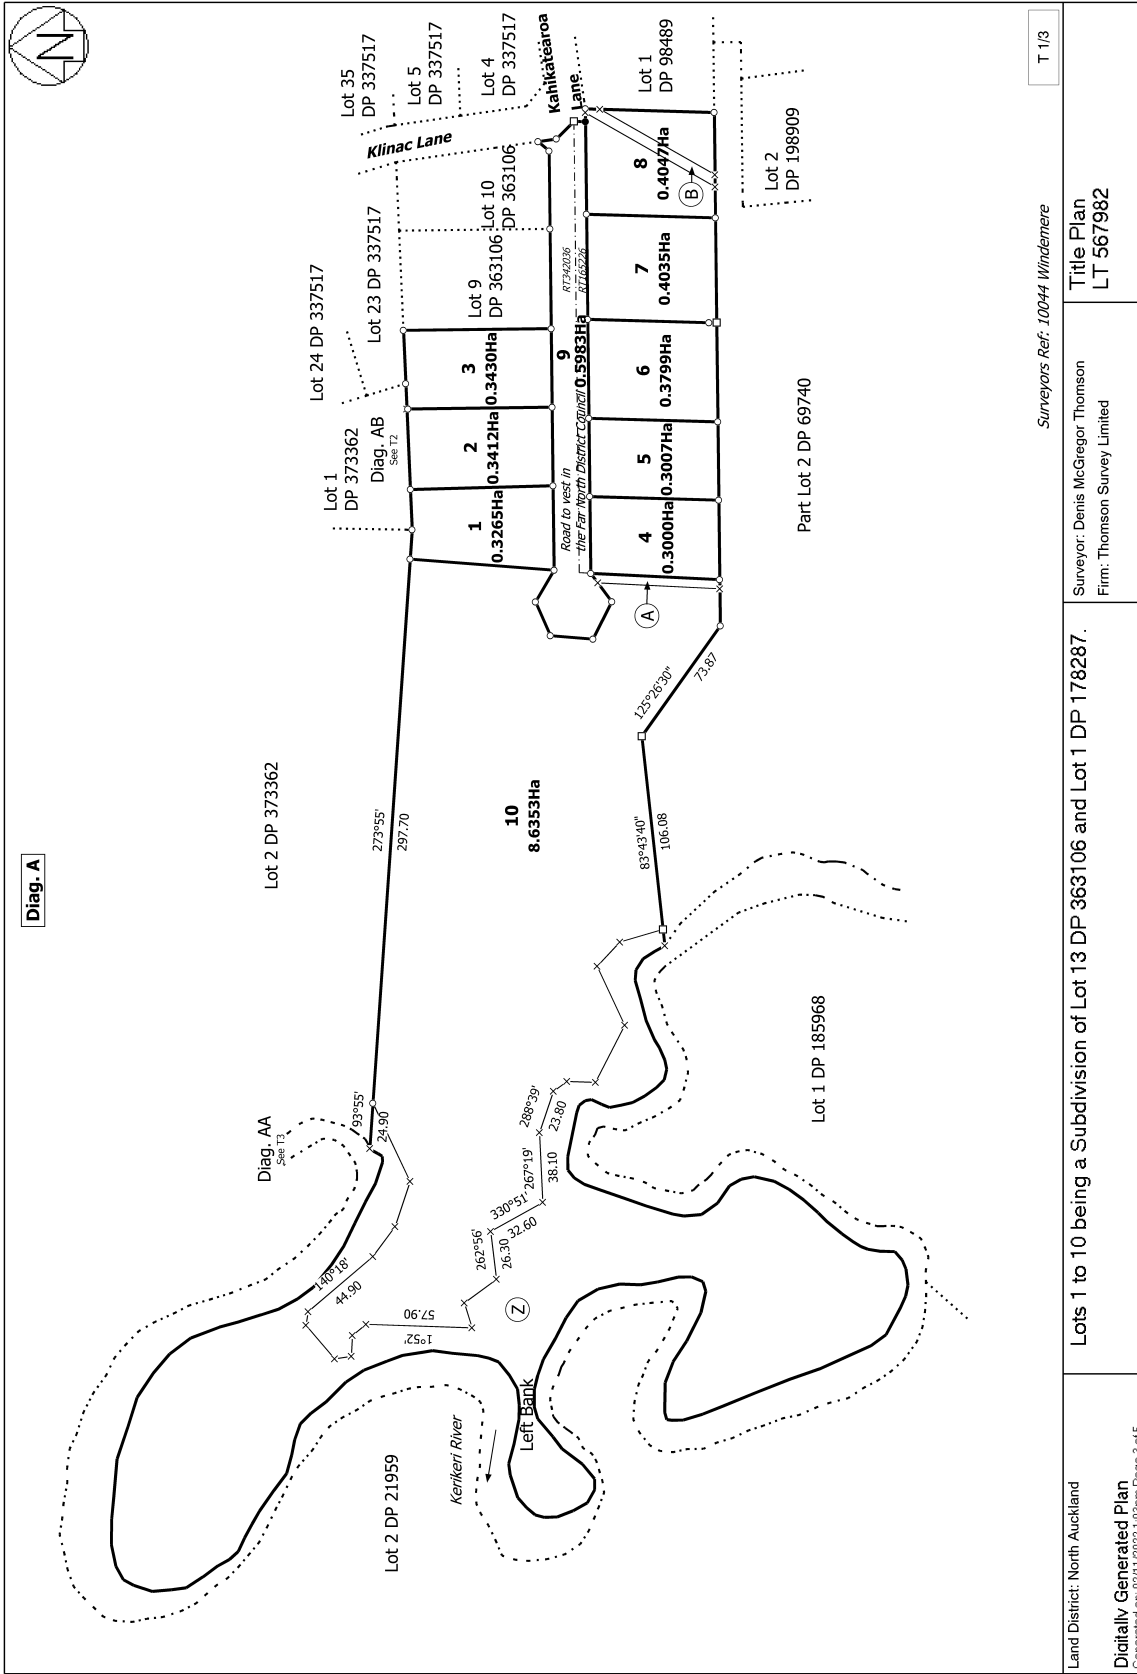 Diag. A
N
T 1/3
Lot 2 DP 373362
Lot 1
DP 373362
Diag. AB
See T2
Lot 24 DP 337517
Lot 23 DP 337517
Lot 35
DP 337517
Lot 5
DP 337517
Lot 4
DP 337517
Klinac Lane
Kahikatearoa
Lane
Lot 1
DP 98489
Lot 9
DP 363106
Lot 10
DP 363106
Diag. AA
See T3
93°55'
24.90
273°55'
297.70
1
0.3265Ha
2
0.3412Ha
3
0.3430Ha
Road to vest in
the Far North District Council
9
0.5983Ha
RT342036
RT165226
4
0.3000Ha
5
0.3007Ha
6
0.3799Ha
7
0.4035Ha
8
0.4047Ha
A
B
Lot 2
DP 198909
10
8.6353Ha
140°18'
44.90
1°52'
57.90
262°56'
26.30
330°51'
32.60
267°19'
38.10
288°39'
23.80
83°43'40"
106.08
125°26'30"
73.87
Z
Left Bank
Kerikeri River
Lot 2 DP 21959
Lot 1 DP 185968
Part Lot 2 DP 69740
Surveyors Ref: 10044 Windemere
Land District: North Auckland
Digitally Generated Plan
Lots 1 to 10 being a Subdivision of Lot 13 DP 363106 and Lot 1 DP 178287.
Surveyor: Denis McGregor Thomson
Firm: Thomson Survey Limited
Title Plan
LT 567982